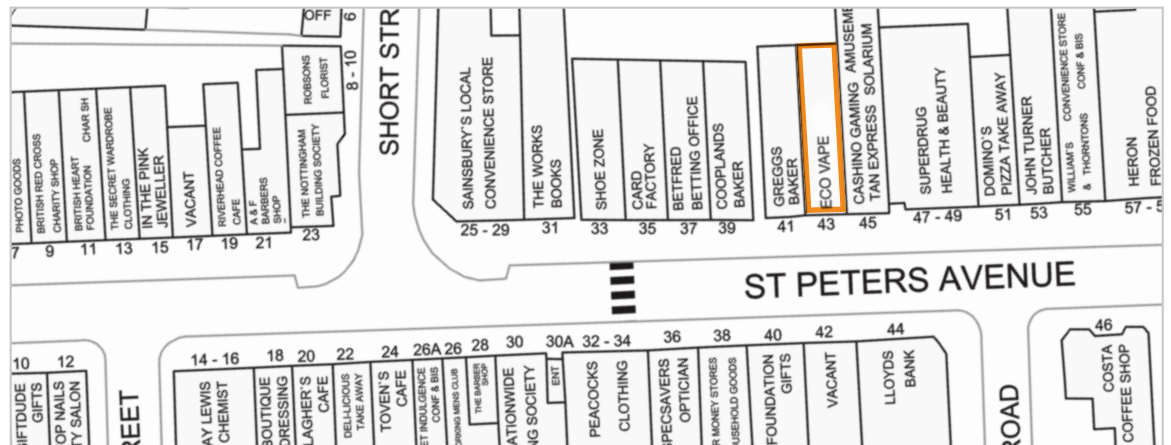 OFF
6
8 - 10
ROBSONS
FLORIST
SHORT STR
7
PHOTO GOODS
9
BRITISH RED CROSS
CHARITY SHOP
11
BRITISH HEART
FOUNDATION
CHAR SH
13
THE SECRET WARDROBE
CLOTHING
15
IN THE PINK
JEWELLER
17
VACANT
19
RIVERHEAD COFFEE
CAFE
21
A & F
BARBERS
SHOP
23
THE NOTTINGHAM
BUILDING SOCIETY
25 - 29
SAINSBURY'S LOCAL
CONVENIENCE STORE
31
THE WORKS
BOOKS
33
SHOE ZONE
35
CARD
FACTORY
37
BETFRED
BETTING OFFICE
39
COOPLANDS
BAKER
41
GREGGS
BAKER
43
ECO VAPE
45
CASHINO GAMING AMUSEME
TAN EXPRESS SOLARIUM
47 - 49
SUPERDRUG
HEALTH & BEAUTY
51
DOMINO'S
PIZZA TAKE AWAY
53
JOHN TURNER
BUTCHER
55
WILLIAM'S CONVENIENCE STORE
& THORNTONS CONF & BIS
57 - 5
HERON
FROZEN FOOD
ST PETERS AVENUE
10
GIFTDUDE
GIFTS
12
OP NAILS
TY SALON
REET
14 - 16
AY LEWIS
CHEMIST
18
BOUTIQUE
DRESSING
20
LAGHER'S
CAFE
22
DELI-LICIOUS
TAKE AWAY
24
TOVEN'S
CAFE
26A
ET INDULGENCE
CONF & BIS
26
ORKING MENS CLUB
28
THE BARBER
SHOP
30
ATIONWIDE
NG SOCIETY
30A
ENT
32 - 34
PEACOCKS
CLOTHING
36
PECSAVERS
OPTICIAN
38
R MONEY STORES
USEHOLD GOODS
40
FOUNDATION
GIFTS
42
VACANT
44
LLOYDS
BANK
ROAD
46
COSTA
COFFEE SHOP